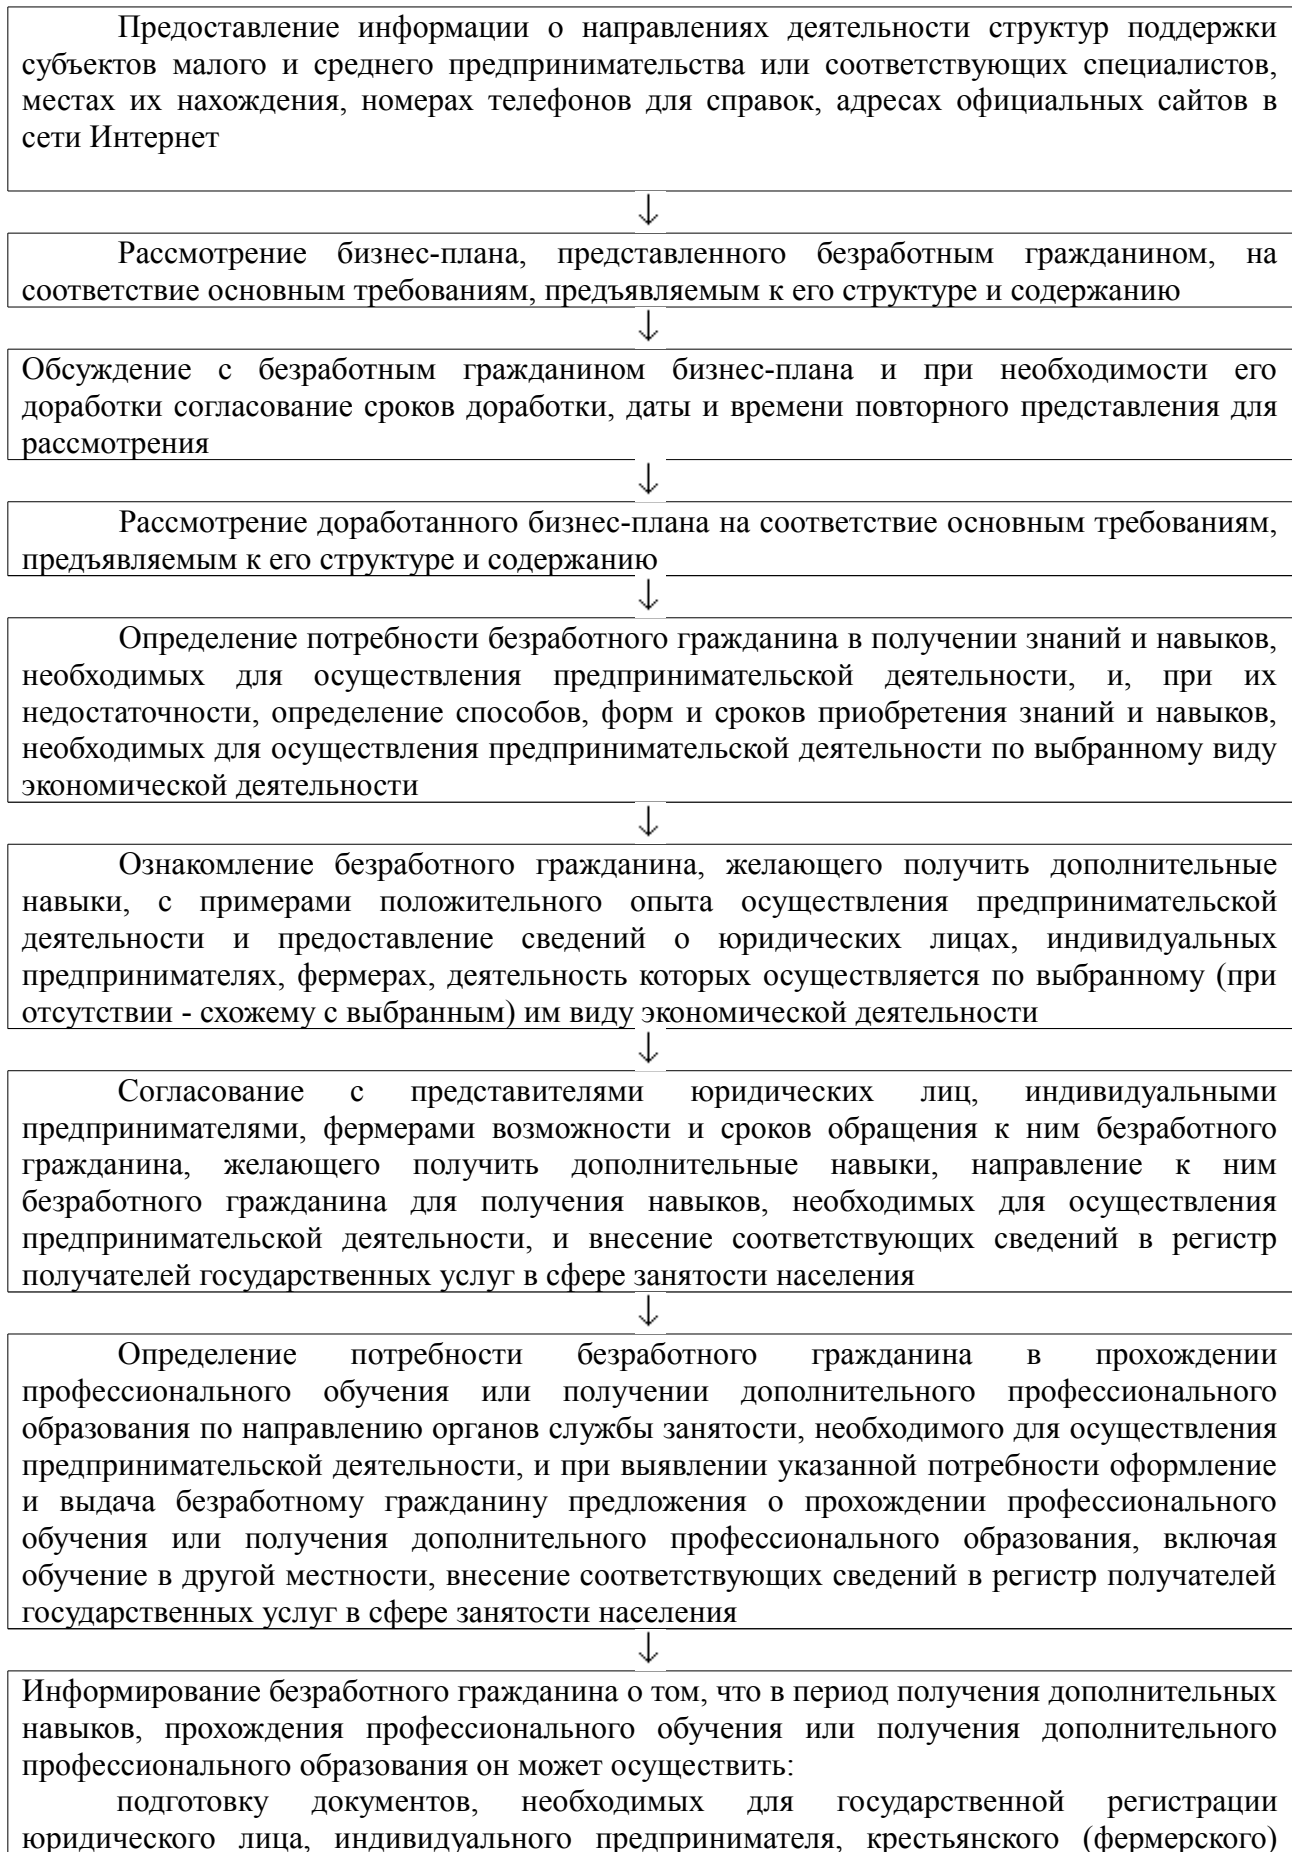 Предоставление информации о направлениях деятельности структур поддержки
субъектов малого и среднего предпринимательства или соответствующих специалистов,
местах их нахождения, номерах телефонов для справок, адресах официальных сайтов в
сети Интернет
↓
Рассмотрение бизнес-плана, представленного безработным гражданином, на
соответствие основным требованиям, предъявляемым к его структуре и содержанию
↓
Обсуждение с безработным гражданином бизнес-плана и при необходимости его
доработки согласование сроков доработки, даты и времени повторного представления для
рассмотрения
↓
Рассмотрение доработанного бизнес-плана на соответствие основным требованиям,
предъявляемым к его структуре и содержанию
↓
Определение потребности безработного гражданина в получении знаний и навыков,
необходимых для осуществления предпринимательской деятельности, и, при их
недостаточности, определение способов, форм и сроков приобретения знаний и навыков,
необходимых для осуществления предпринимательской деятельности по выбранному виду
экономической деятельности
↓
Ознакомление безработного гражданина, желающего получить дополнительные
навыки, с примерами положительного опыта осуществления предпринимательской
деятельности и предоставление сведений о юридических лицах, индивидуальных
предпринимателях, фермерах, деятельность которых осуществляется по выбранному (при
отсутствии - схожему с выбранным) им виду экономической деятельности
↓
Согласование с представителями юридических лиц, индивидуальными
предпринимателями, фермерами возможности и сроков обращения к ним безработного
гражданина, желающего получить дополнительные навыки, направление к ним
безработного гражданина для получения навыков, необходимых для осуществления
предпринимательской деятельности, и внесение соответствующих сведений в регистр
получателей государственных услуг в сфере занятости населения
↓
Определение потребности безработного гражданина в прохождении
профессионального обучения или получении дополнительного профессионального
образования по направлению органов службы занятости, необходимого для осуществления
предпринимательской деятельности, и при выявлении указанной потребности оформление
и выдача безработному гражданину предложения о прохождении профессионального
обучения или получения дополнительного профессионального образования, включая
обучение в другой местности, внесение соответствующих сведений в регистр получателей
государственных услуг в сфере занятости населения
↓
Информирование безработного гражданина о том, что в период получения дополнительных
навыков, прохождения профессионального обучения или получения дополнительного
профессионального образования он может осуществить:
подготовку документов, необходимых для государственной регистрации
юридического лица, индивидуального предпринимателя, крестьянского (фермерского)